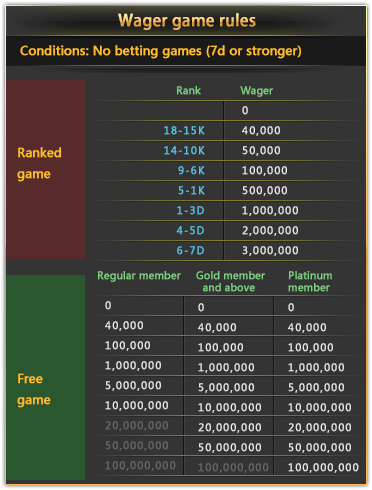 Wager game rules
Conditions: No betting games (7d or stronger)
Ranked game
Rank Wager
0
18-15K 40,000
14-10K 50,000
9-6K 100,000
5-1K 500,000
1-3D 1,000,000
4-5D 2,000,000
6-7D 3,000,000
Free game
Regular member Gold member and above Platinum member
0 0 0
40,000 40,000 40,000
100,000 100,000 100,000
1,000,000 1,000,000 1,000,000
5,000,000 5,000,000 5,000,000
10,000,000 10,000,000 10,000,000
20,000,000 20,000,000 20,000,000
50,000,000 50,000,000 50,000,000
100,000,000 100,000,000 100,000,000